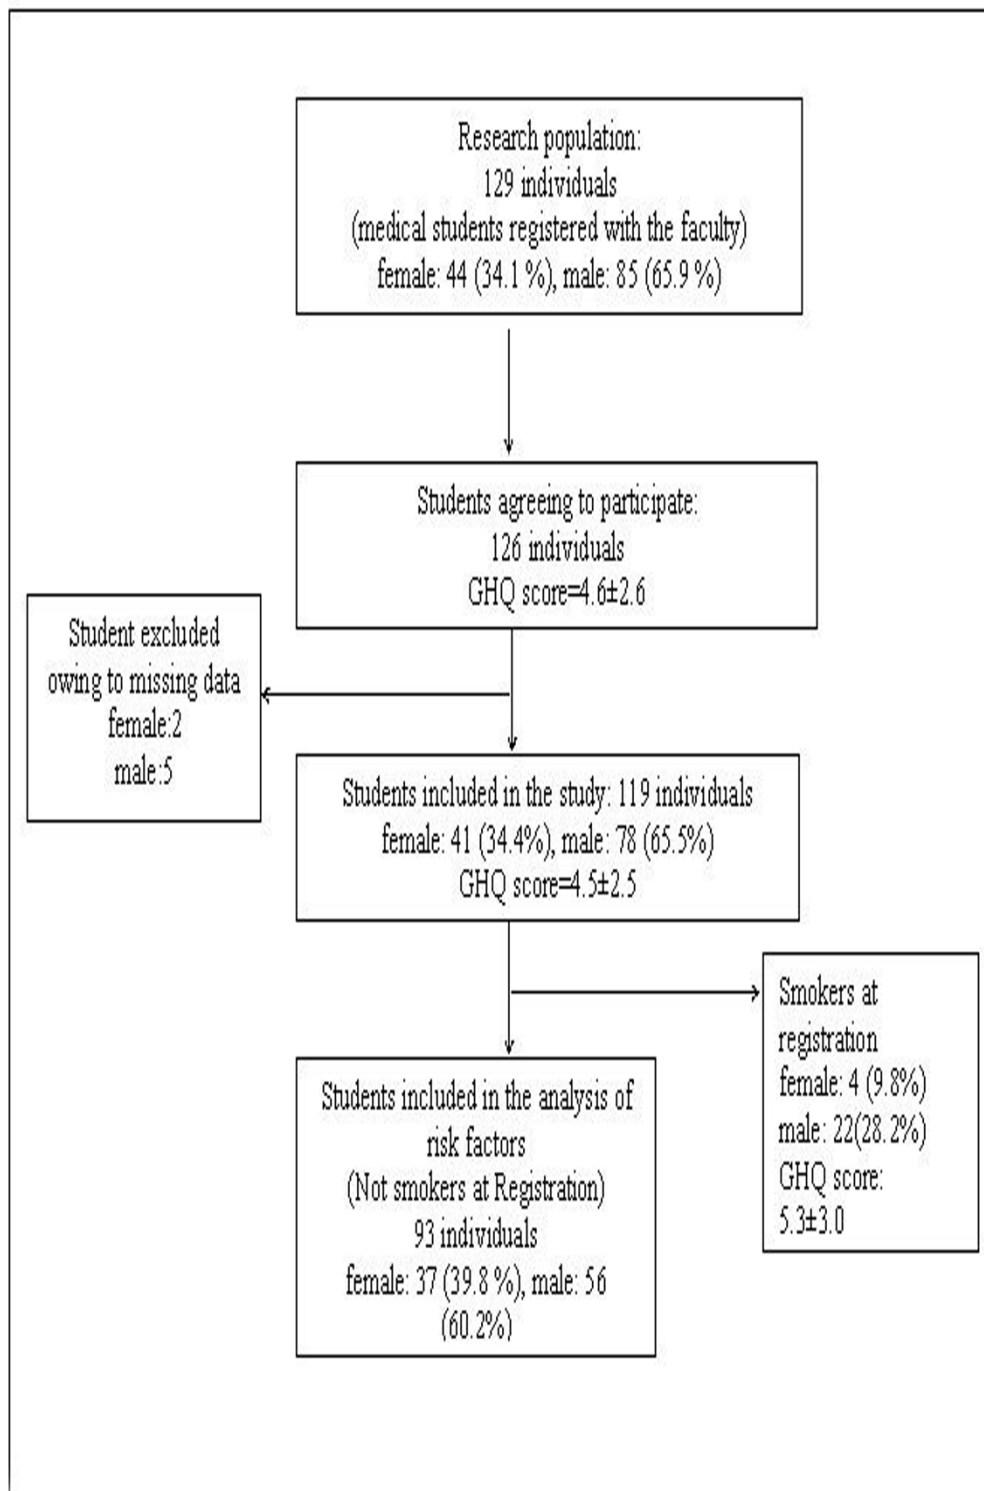 Research population:
129 individuals
(medical students registered with the faculty)
female: 44 (34.1 %), male: 85 (65.9 %)
Students agreeing to participate:
126 individuals
GHQ score=4.6±2.6
Student excluded
owing to missing data
female:2
male:5
Students included in the study: 119 individuals
female: 41 (34.4%), male: 78 (65.5%)
GHQ score=4.5±2.5
Smokers at
registration
female: 4 (9.8%)
male: 22(28.2%)
GHQ score:
5.3±3.0
Students included in the analysis of
risk factors
(Not smokers at Registration)
93 individuals
female: 37 (39.8 %), male: 56
(60.2%)